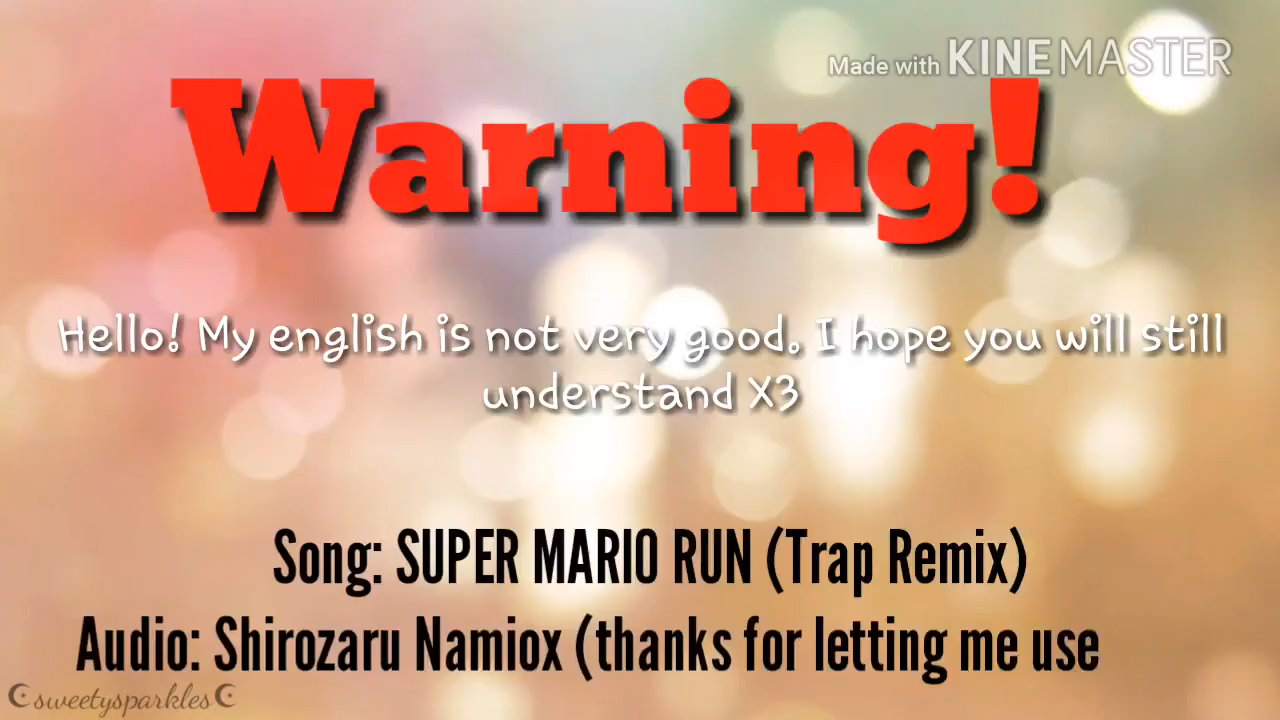 Made with KINEMASTER
Warning!
Hello! My english is not very good. I hope you will still
understand X3
Song: SUPER MARIO RUN (Trap Remix)
Audio: Shirozaru Namiox (thanks for letting me use
☪sweetysparkles☪